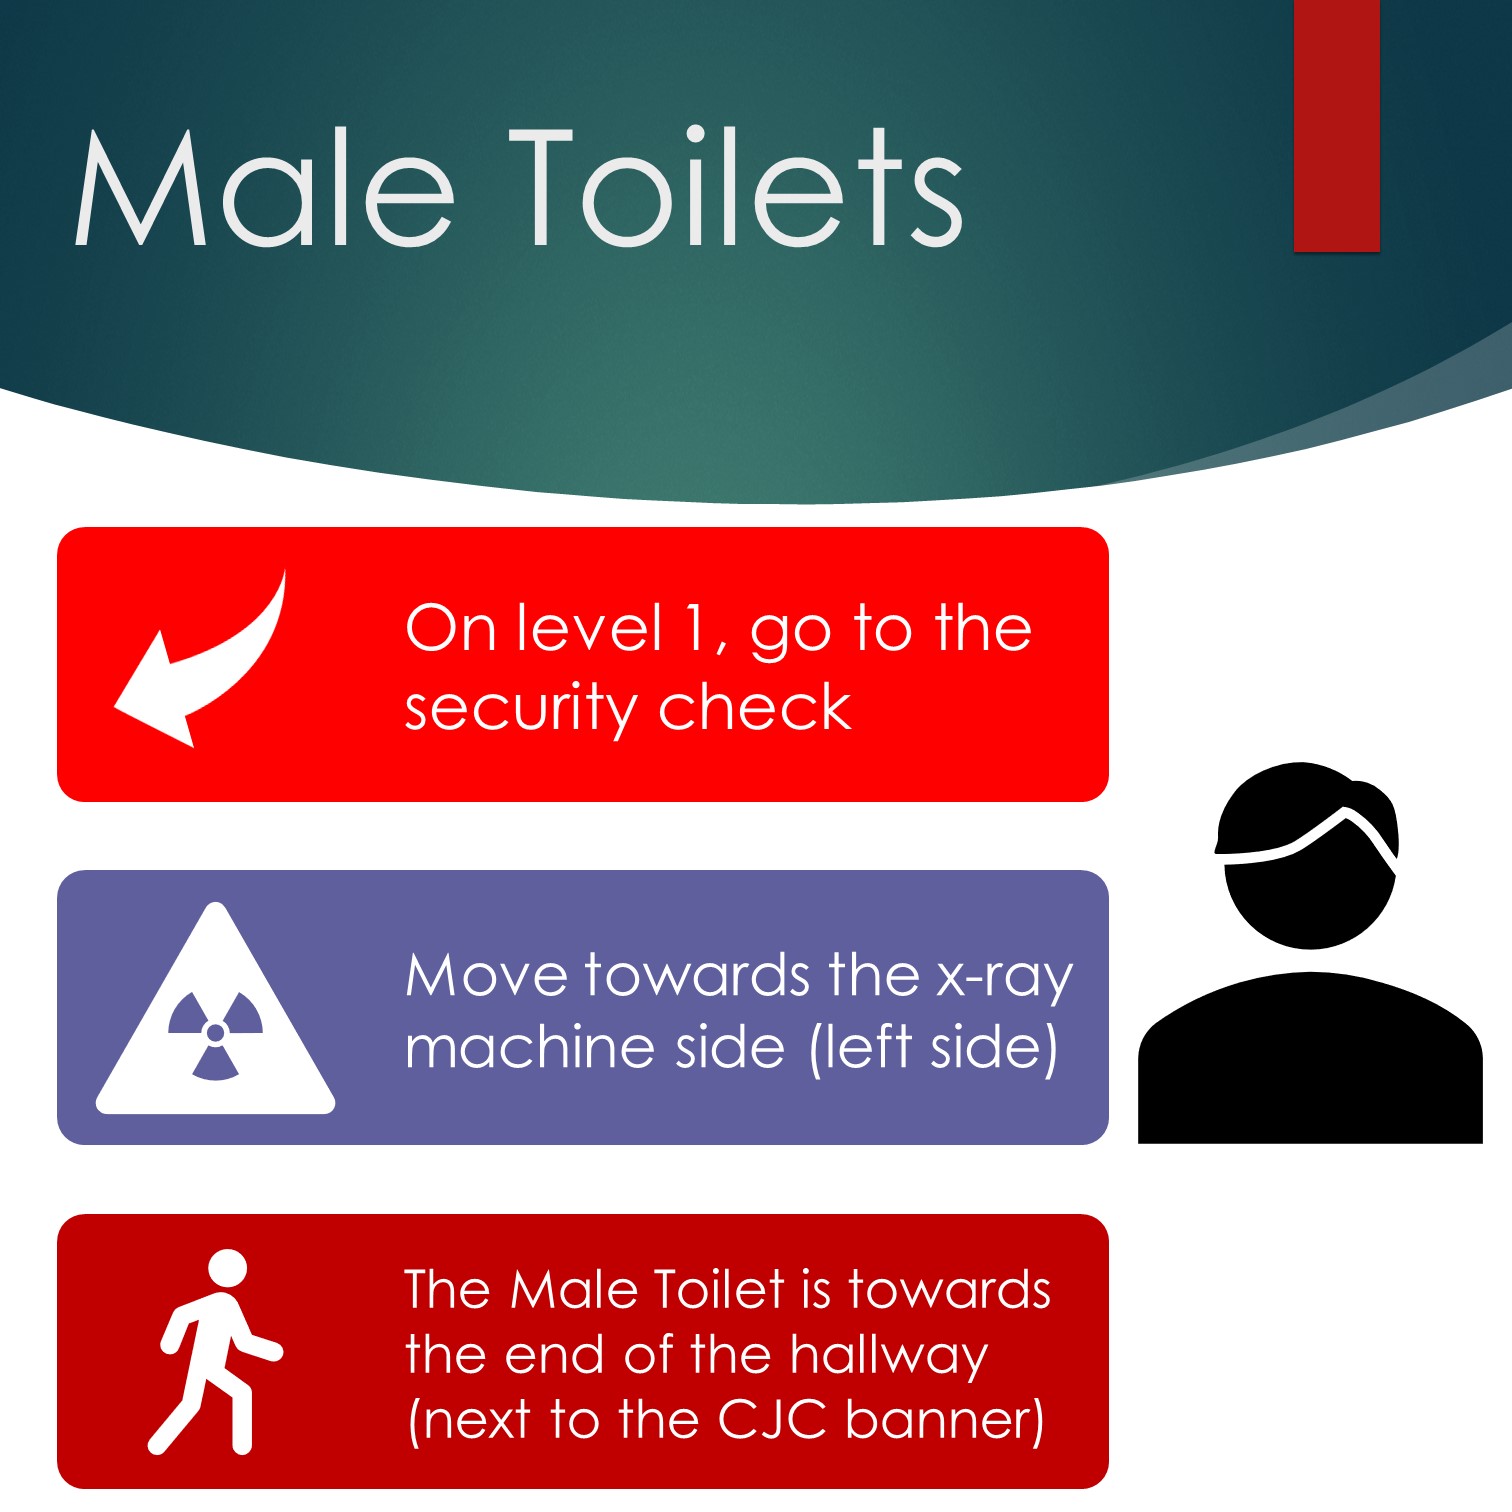 Male Toilets
On level 1, go to the
security check
Move towards the x-ray
machine side (left side)
The Male Toilet is towards
the end of the hallway
(next to the CJC banner)